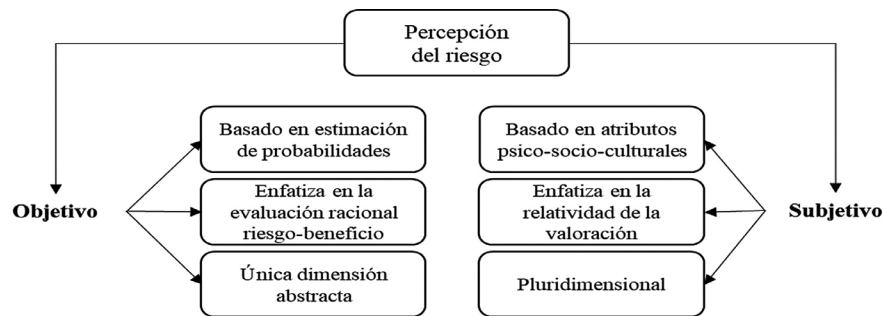 Percepción
del riesgo
Basado en estimación
de probabilidades
Basado en atributos
psico-socio-culturales
Objetivo
Enfatiza en la
evaluación racional
riesgo-beneficio
Enfatiza en la
relatividad de la
valoración
Subjetivo
Única dimensión
abstracta
Pluridimensional